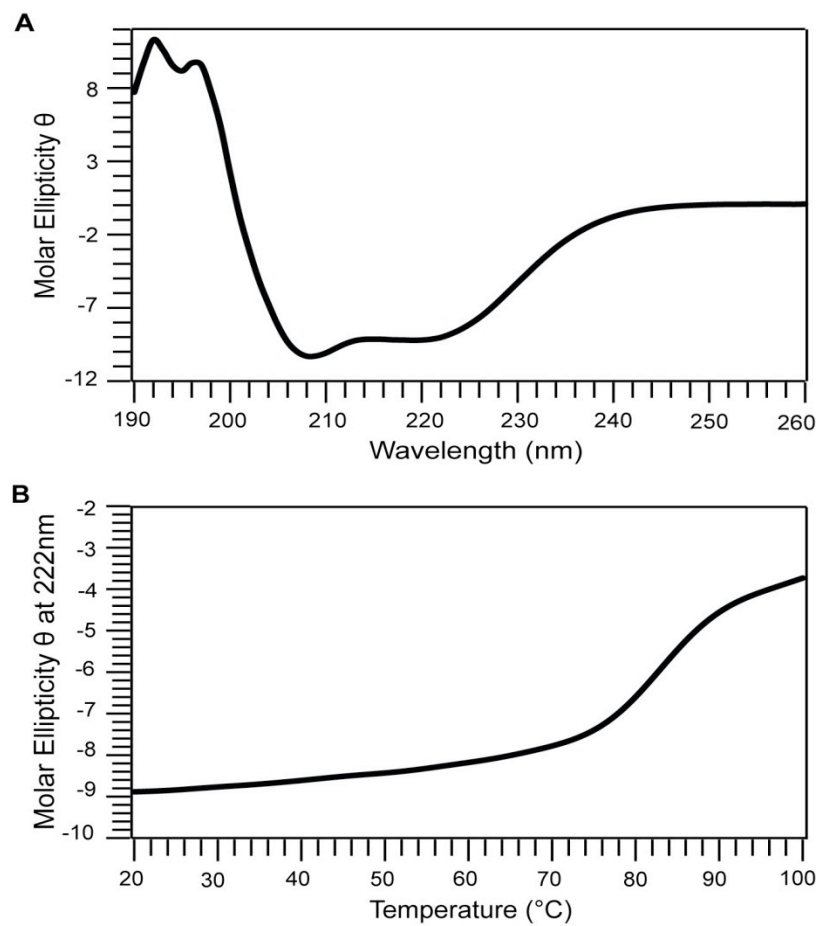 A
Molar Ellipticity θ
8
3
-2
-7
-12
190 200 210 220 230 240 250 260
Wavelength (nm)
B
Molar Ellipticity θ at 222nm
-2
-3
-4
-5
-6
-7
-8
-9
-10
20 30 40 50 60 70 80 90 100
Temperature (°C)